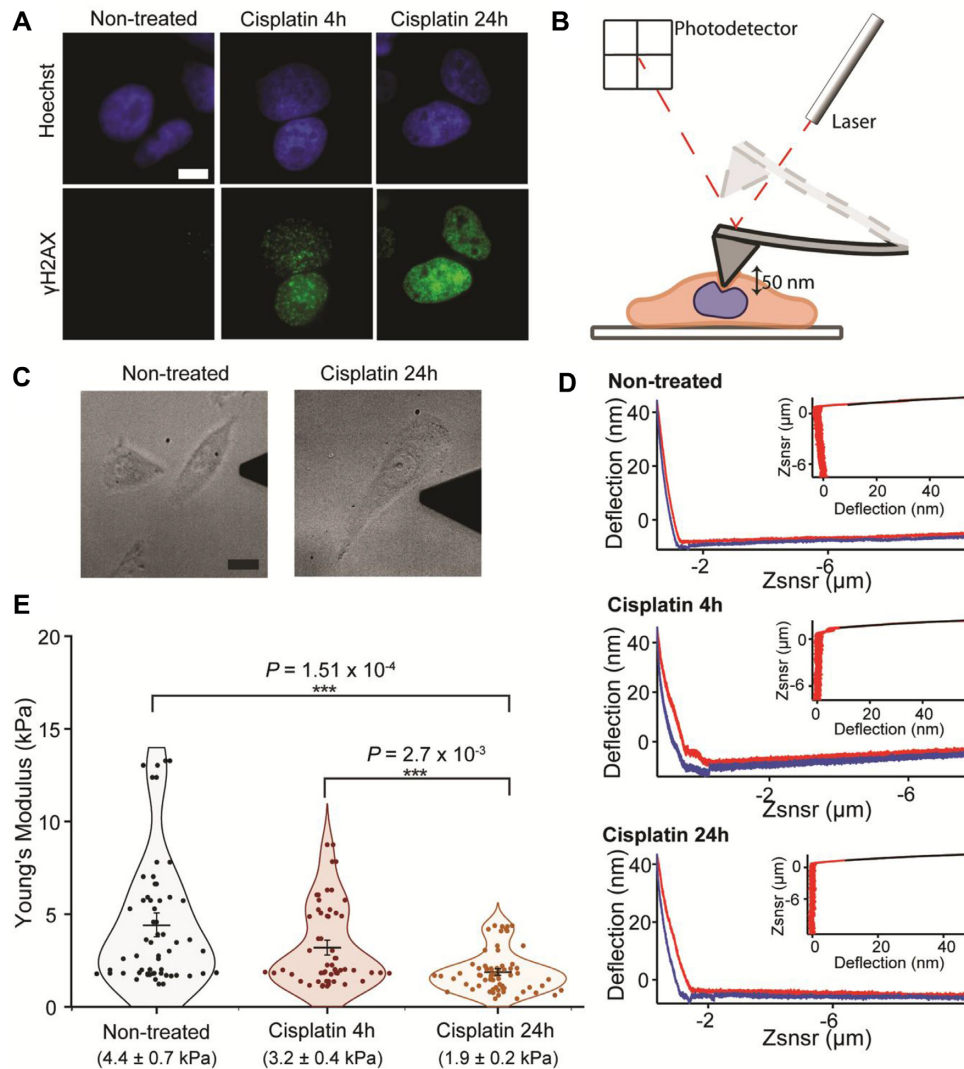 A
Non-treated
Cisplatin 4h
Cisplatin 24h
Hoechst
γH2AX
B
Photodetector
Laser
50 nm
C
Non-treated
Cisplatin 24h
D
Non-treated
Deflection (nm)
40
20
0
-2
-6
Zsnsr (µm)
Zsnsr (µm)
0
-6
0
20
40
Deflection (nm)
Cisplatin 4h
Deflection (nm)
40
20
0
-2
-6
Zsnsr (µm)
Zsnsr (µm)
0
-6
0
20
40
Deflection (nm)
Cisplatin 24h
Deflection (nm)
40
20
0
-2
-6
Zsnsr (µm)
Zsnsr (µm)
0
-6
0
20
40
Deflection (nm)
E
Young's Modulus (kPa)
20
15
10
5
0
P = 1.51 x 10⁻⁴
***
P = 2.7 x 10⁻³
***
Non-treated
Cisplatin 4h
Cisplatin 24h
(4.4 ± 0.7 kPa)
(3.2 ± 0.4 kPa)
(1.9 ± 0.2 kPa)